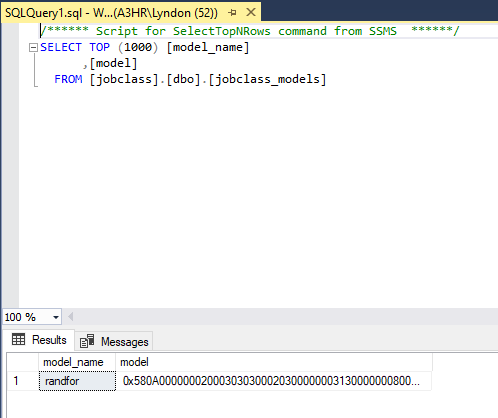 SQLQuery1.sql - W...(A3HR\Lyndon (52))
/****** Script for SelectTopNRows command from SSMS ******/
SELECT TOP (1000) [model_name]
,[model]
FROM [jobclass].[dbo].[jobclass_models]
100 %
Results Messages
model_name model
1 randfor 0x580A000000020003030300020300000003130000000800...